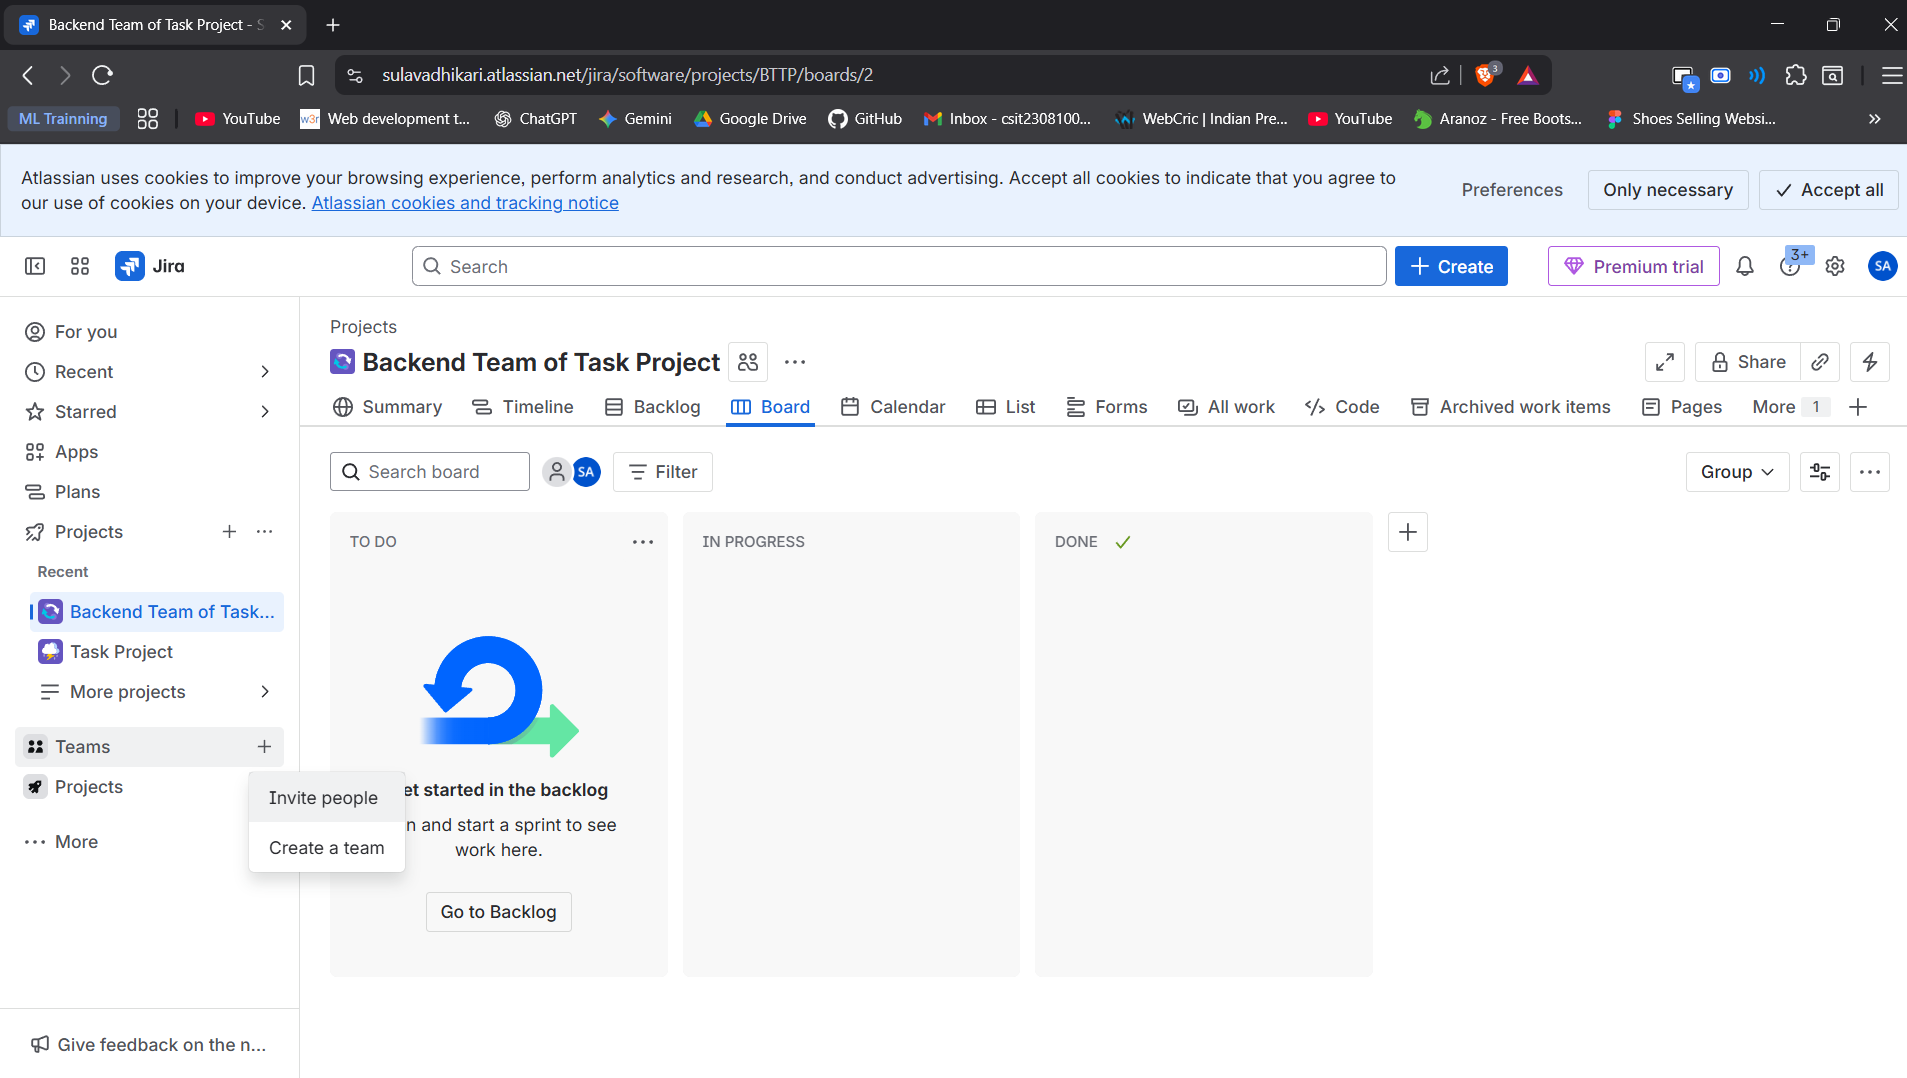 Backend Team of Task Project - S
sulavadhikari.atlassian.net/jira/software/projects/BTTP/boards/2
3
ML Trainning
YouTube
w3r
Web development t...
ChatGPT
Gemini
Google Drive
GitHub
Inbox - csit2308100...
WebCric | Indian Pre...
YouTube
Aranoz - Free Boots...
Shoes Selling Websi...
Atlassian uses cookies to improve your browsing experience, perform analytics and research, and conduct advertising. Accept all cookies to indicate that you agree to
our use of cookies on your device. Atlassian cookies and tracking notice
Preferences
Only necessary
Accept all
Jira
Search
Create
Premium trial
3+
SA
For you
Recent
Starred
Apps
Plans
Projects
Recent
Backend Team of Task...
Task Project
More projects
Teams
Projects
More
Invite people
Create a team
Give feedback on the n...
Projects
Backend Team of Task Project
Share
Summary
Timeline
Backlog
Board
Calendar
List
Forms
All work
Code
Archived work items
Pages
More 1
Search board
SA
Filter
Group
TO DO
IN PROGRESS
DONE
et started in the backlog
n and start a sprint to see
work here.
Go to Backlog